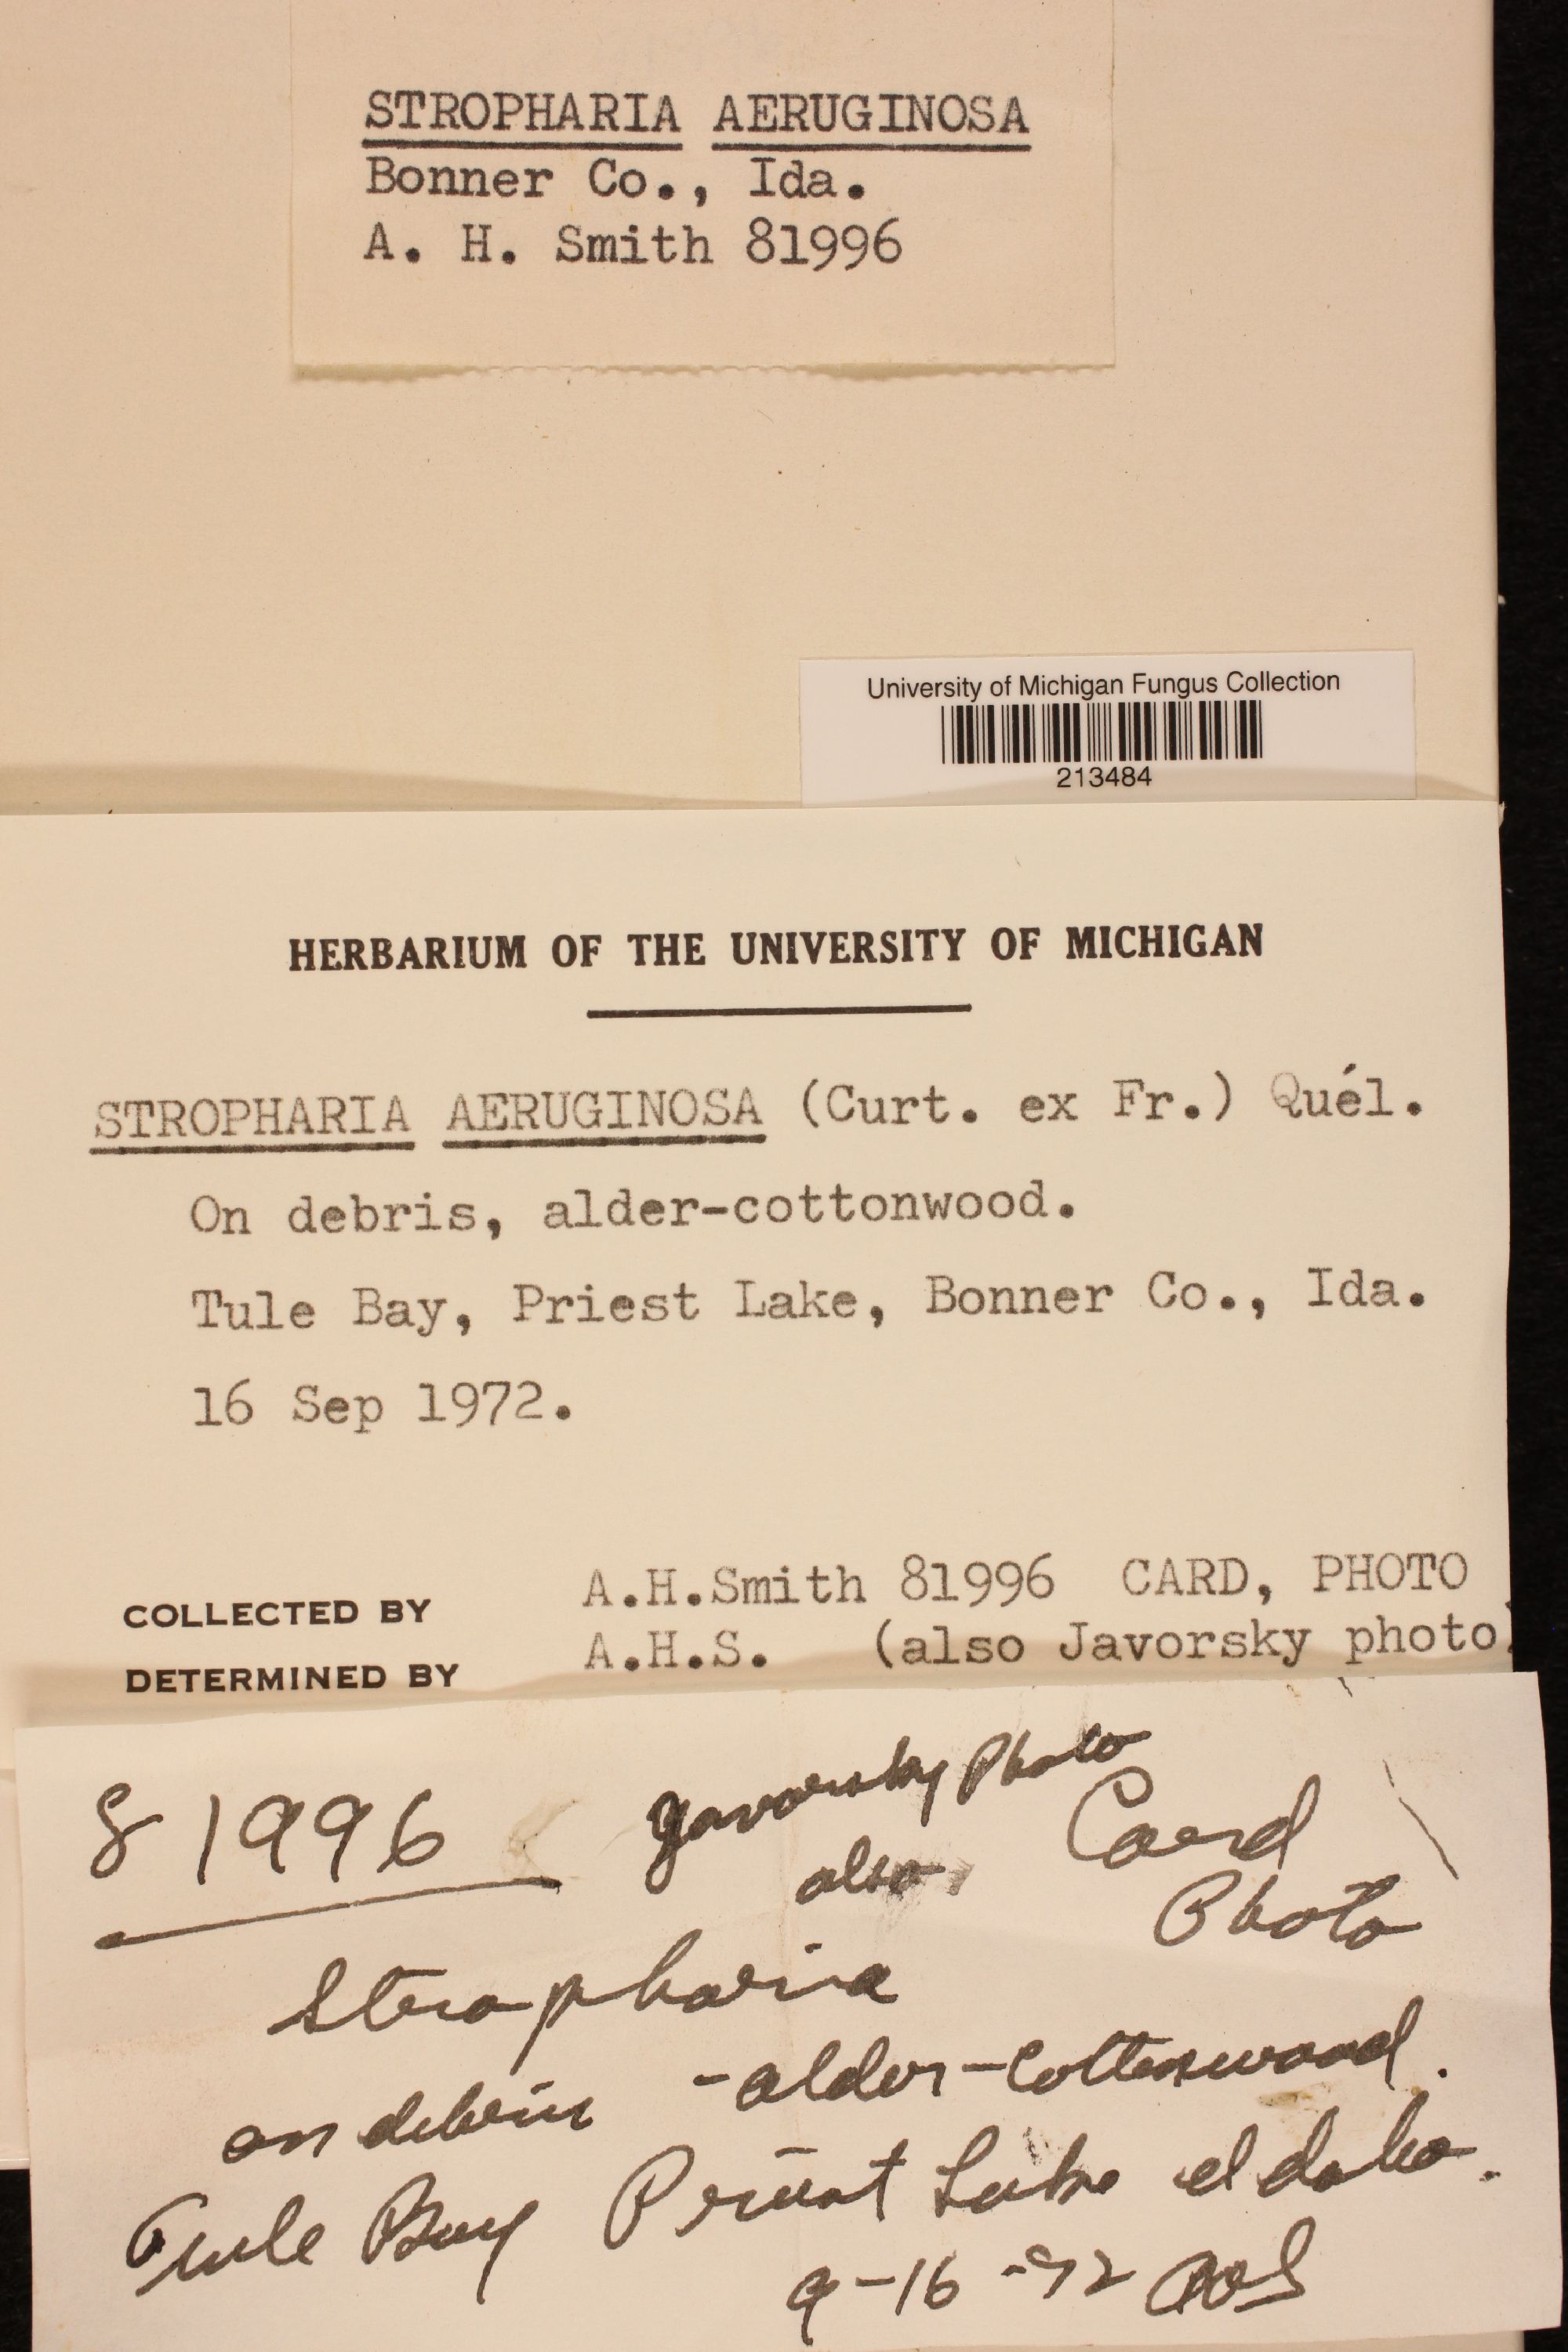 STROPHARIA AERUGINOSA
Bonner Co., Ida.
A. H. Smith 81996
University of Michigan Fungus Collection
213484
HERBARIUM OF THE UNIVERSITY OF MICHIGAN
STROPHARIA AERUGINOSA (Curt. ex Fr.) Quél.
On debris, alder-cottonwood.
Tule Bay, Priest Lake, Bonner Co., Ida.
16 Sep 1972.
COLLECTED BY A.H.Smith 81996 CARD, PHOTO
DETERMINED BY A.H.S. (also Javorsky photo)
81996 Javorsky Photo
also Card
Photo
Stropharia
on debris - alder-cottonwood.
Tule Bay Priest Lake Idaho.
9-16-72 AHS